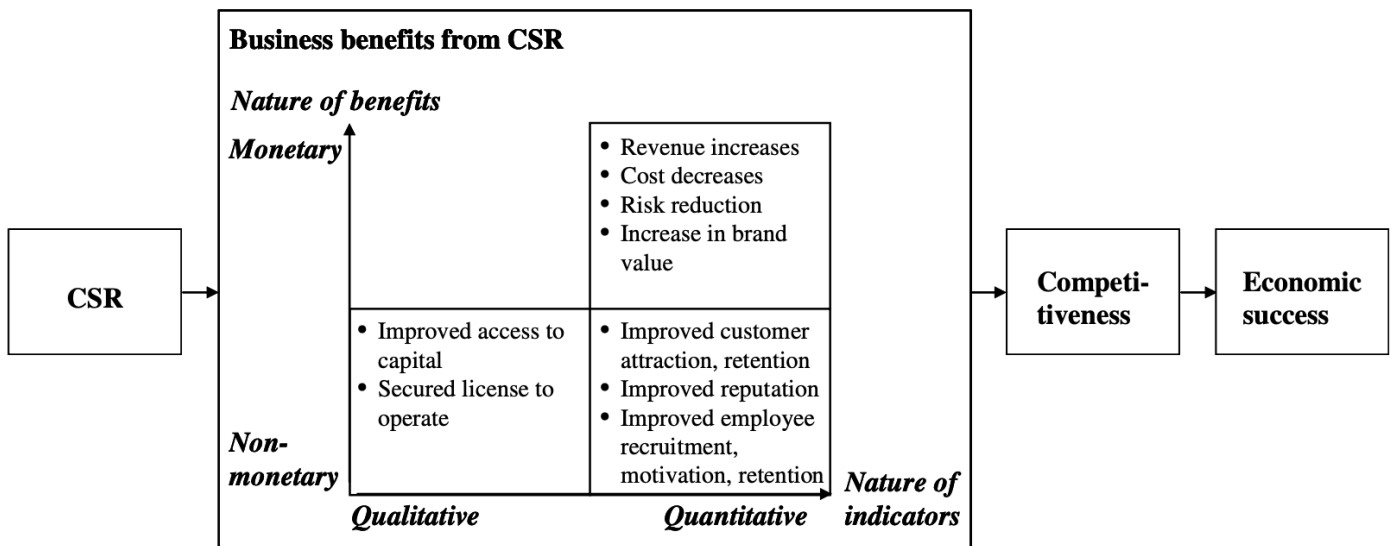 Business benefits from CSR
Nature of benefits
Monetary
• Revenue increases
• Cost decreases
• Risk reduction
• Increase in brand
value
CSR
Competi-
tiveness
Economic
success
• Improved access to
capital
• Secured license to
operate
• Improved customer
attraction, retention
• Improved reputation
• Improved employee
recruitment,
motivation, retention
Non-
monetary
Qualitative
Quantitative
Nature of
indicators